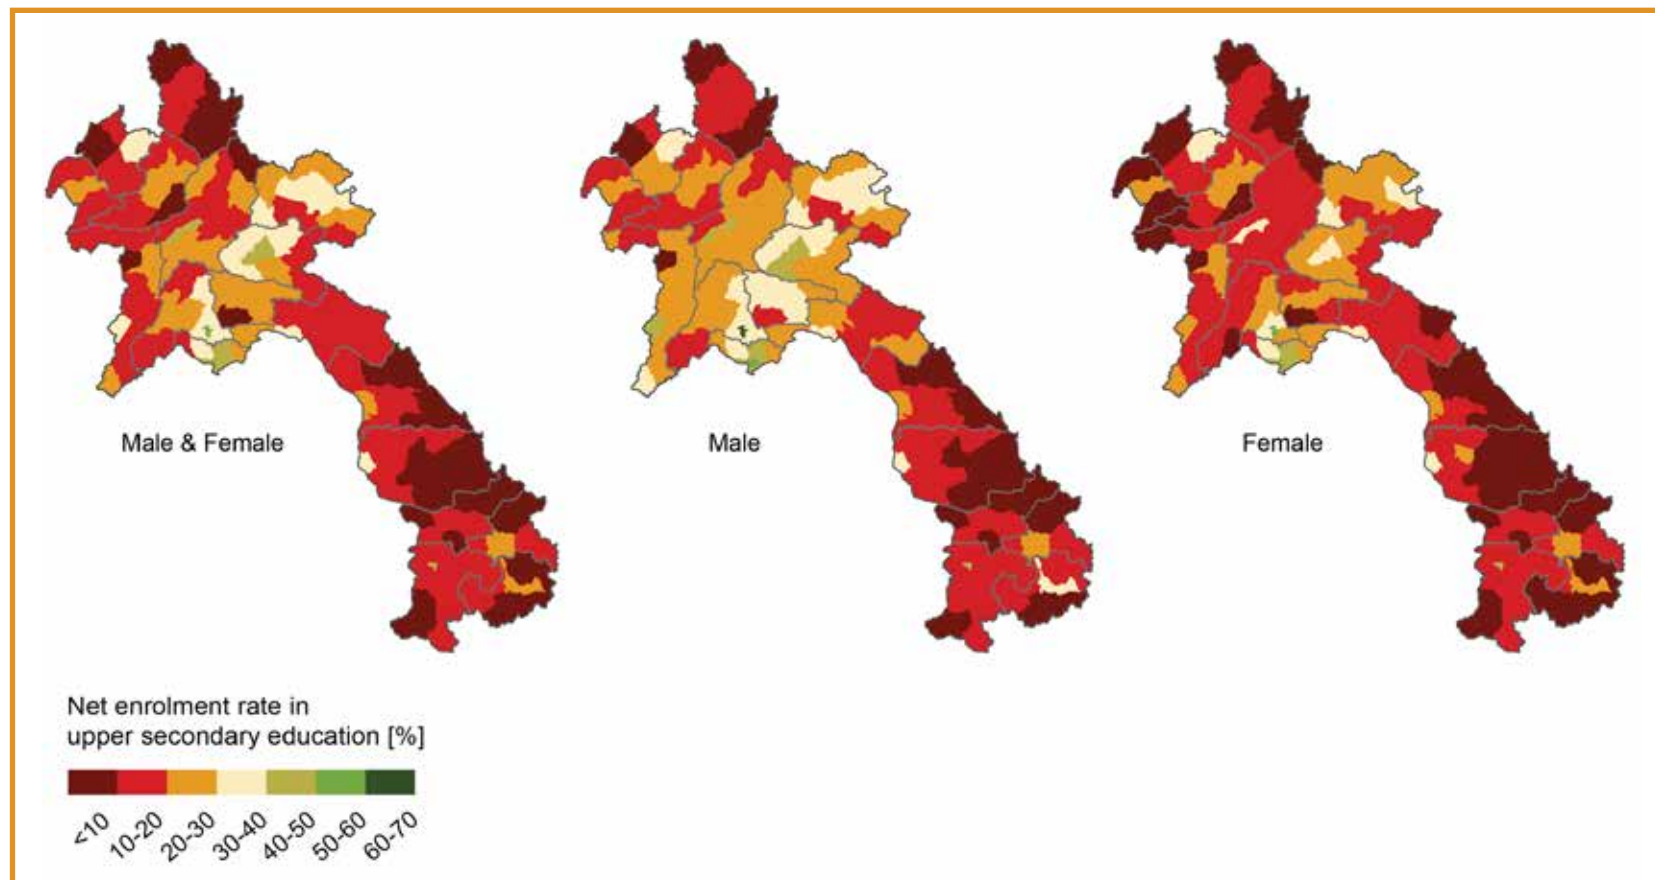 Male & Female
Male
Female
Net enrolment rate in
upper secondary education [%]
<10
10-20
20-30
30-40
40-50
50-60
60-70